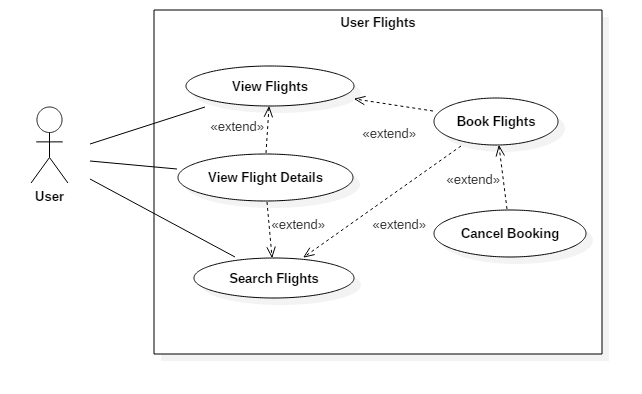 User Flights
View Flights
«extend»
«extend»
Book Flights
View Flight Details
«extend»
User
«extend»
«extend»
Cancel Booking
Search Flights